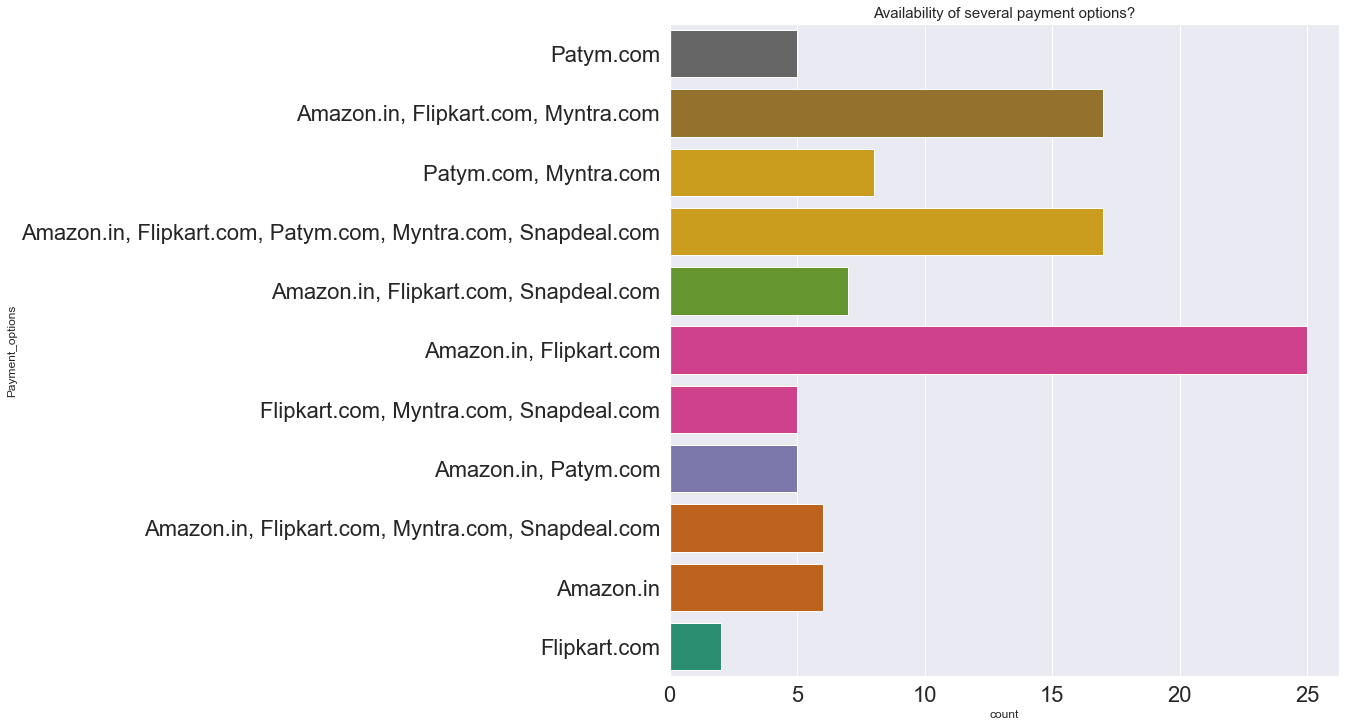 Availability of several payment options?
Patym.com
Amazon.in, Flipkart.com, Myntra.com
Patym.com, Myntra.com
Amazon.in, Flipkart.com, Patym.com, Myntra.com, Snapdeal.com
Amazon.in, Flipkart.com, Snapdeal.com
Amazon.in, Flipkart.com
Flipkart.com, Myntra.com, Snapdeal.com
Amazon.in, Patym.com
Amazon.in, Flipkart.com, Myntra.com, Snapdeal.com
Amazon.in
Flipkart.com
Payment_options
0 5 10 15 20 25
count